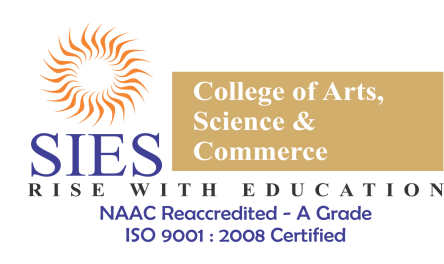 College of Arts,
Science &
Commerce
SIES
RISE WITH EDUCATION
NAAC Reaccredited - A Grade
ISO 9001 : 2008 Certified